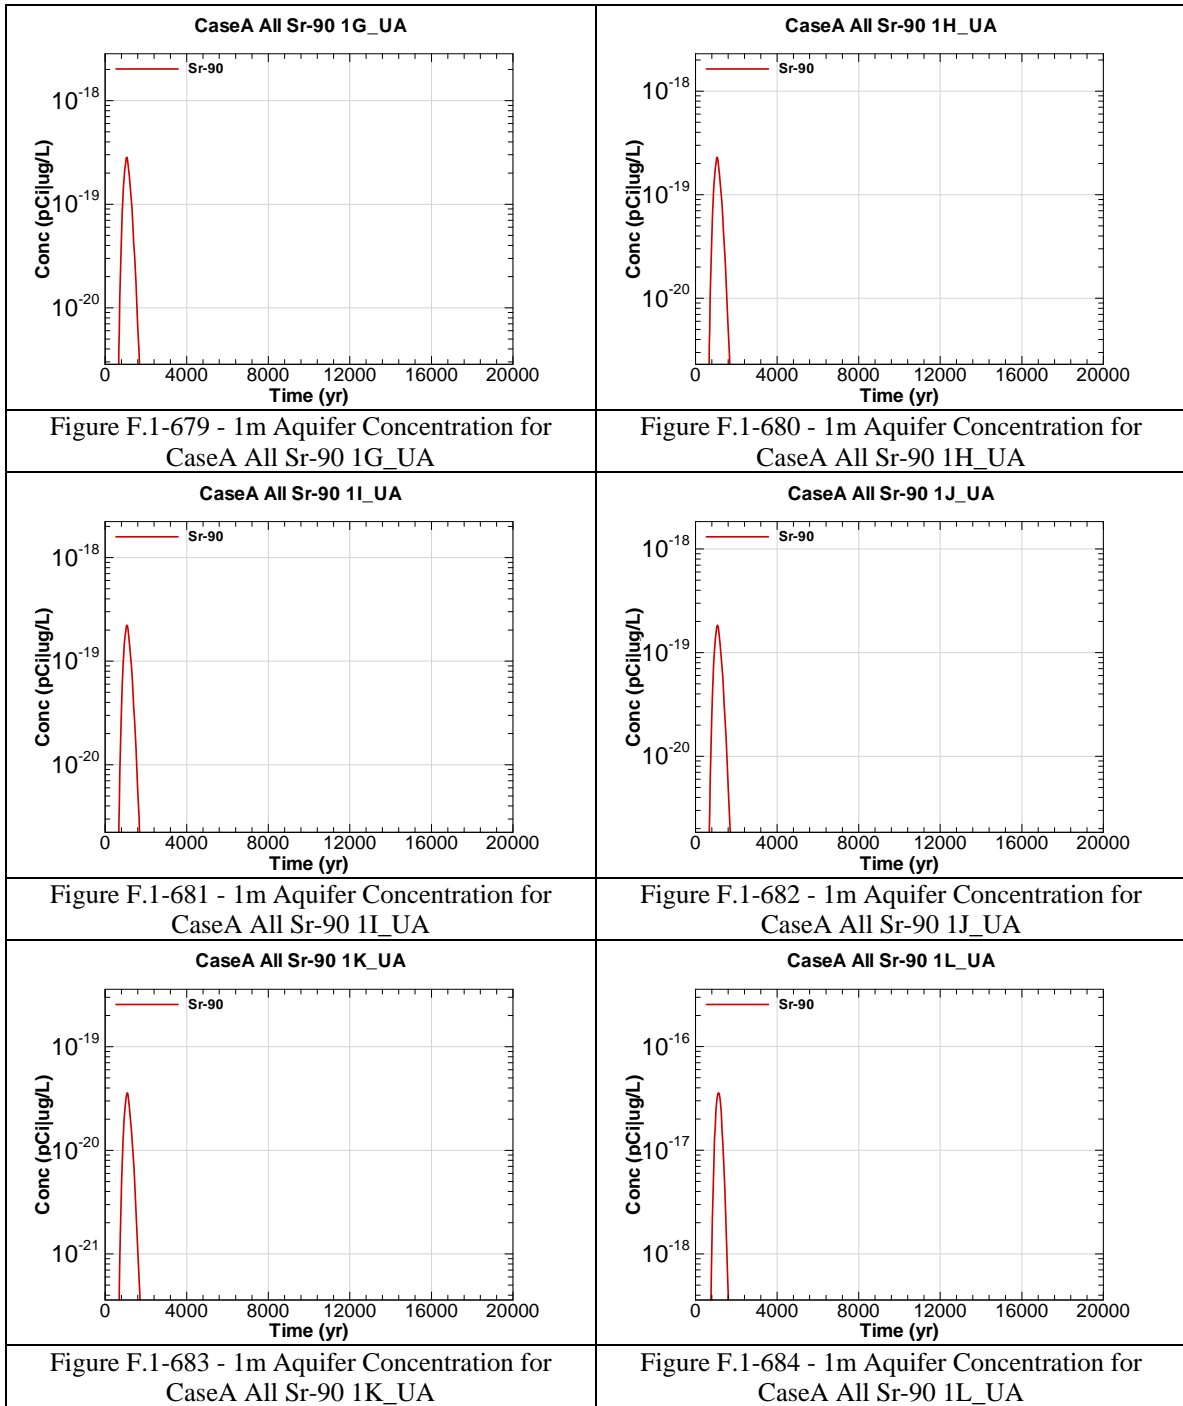 CaseA All Sr-90 1G_UA
Sr-90
10^-18
10^-19
10^-20
Conc (pCi|ug/L)
0 4000 8000 12000 16000 20000
Time (yr)
Figure F.1-679 - 1m Aquifer Concentration for
CaseA All Sr-90 1G_UA
CaseA All Sr-90 1H_UA
Sr-90
10^-18
10^-19
10^-20
Conc (pCi|ug/L)
0 4000 8000 12000 16000 20000
Time (yr)
Figure F.1-680 - 1m Aquifer Concentration for
CaseA All Sr-90 1H_UA
CaseA All Sr-90 1I_UA
Sr-90
10^-18
10^-19
10^-20
Conc (pCi|ug/L)
0 4000 8000 12000 16000 20000
Time (yr)
Figure F.1-681 - 1m Aquifer Concentration for
CaseA All Sr-90 1I_UA
CaseA All Sr-90 1J_UA
Sr-90
10^-18
10^-19
10^-20
Conc (pCi|ug/L)
0 4000 8000 12000 16000 20000
Time (yr)
Figure F.1-682 - 1m Aquifer Concentration for
CaseA All Sr-90 1J_UA
CaseA All Sr-90 1K_UA
Sr-90
10^-19
10^-20
10^-21
Conc (pCi|ug/L)
0 4000 8000 12000 16000 20000
Time (yr)
Figure F.1-683 - 1m Aquifer Concentration for
CaseA All Sr-90 1K_UA
CaseA All Sr-90 1L_UA
Sr-90
10^-16
10^-17
10^-18
Conc (pCi|ug/L)
0 4000 8000 12000 16000 20000
Time (yr)
Figure F.1-684 - 1m Aquifer Concentration for
CaseA All Sr-90 1L_UA